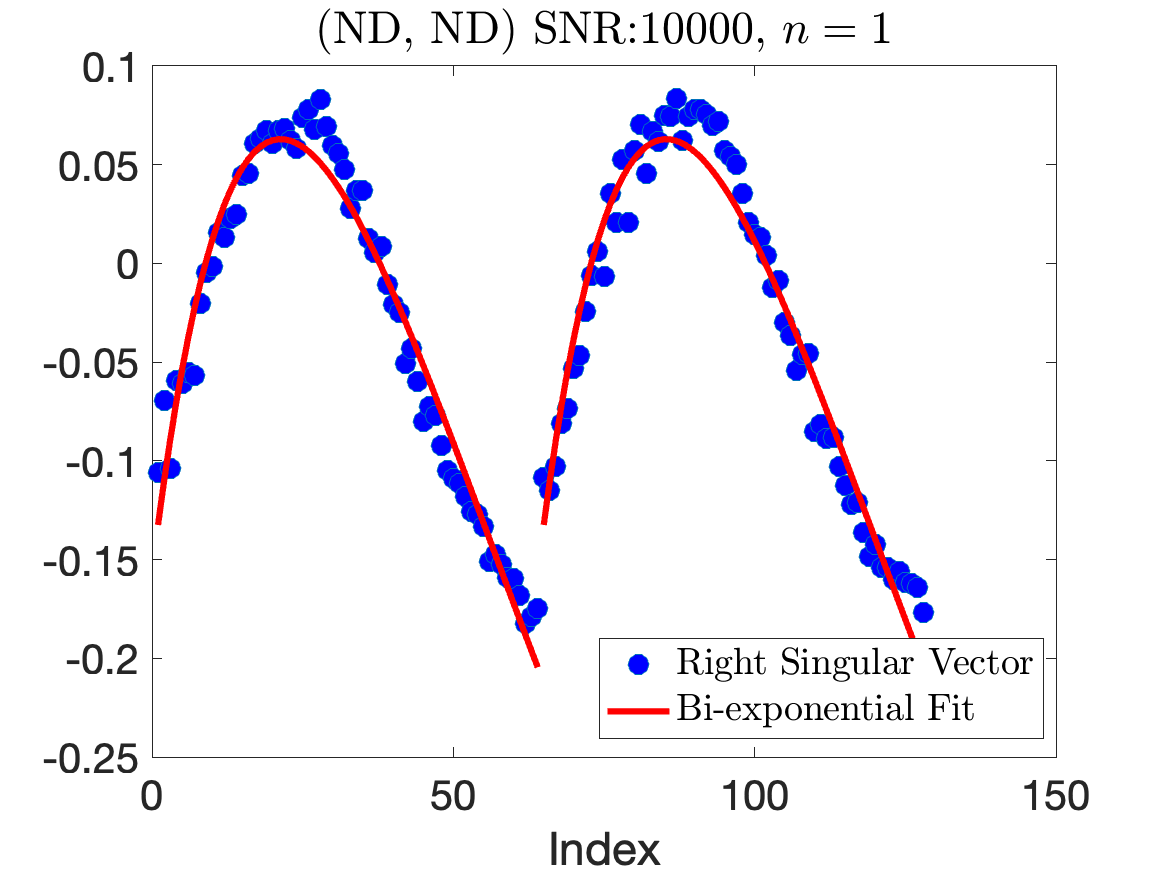 (ND, ND) SNR:10000, n = 1
0.1
0.05
0
-0.05
-0.1
-0.15
-0.2
-0.25
0 50 100 150
Index
Right Singular Vector
Bi-exponential Fit